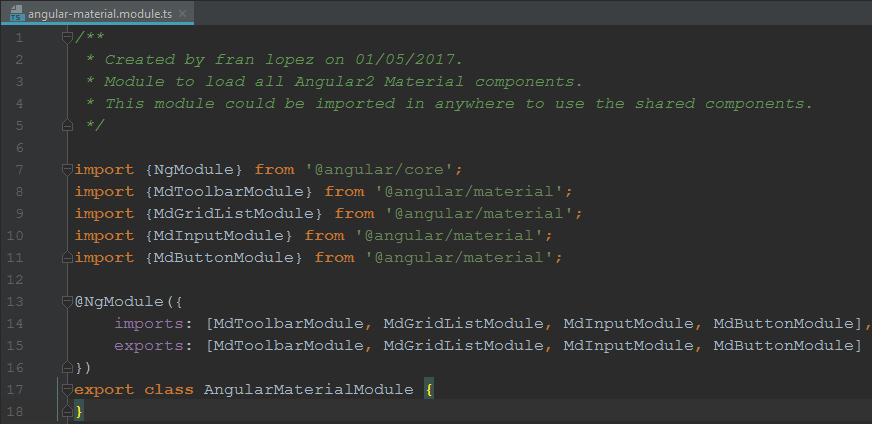 angular-material.module.ts
TS
1 /**
2 * Created by fran lopez on 01/05/2017.
3 * Module to load all Angular2 Material components.
4 * This module could be imported in anywhere to use the shared components.
5 */
6
7 import {NgModule} from '@angular/core';
8 import {MdToolbarModule} from '@angular/material';
9 import {MdGridListModule} from '@angular/material';
10 import {MdInputModule} from '@angular/material';
11 import {MdButtonModule} from '@angular/material';
12
13 @NgModule({
14     imports: [MdToolbarModule, MdGridListModule, MdInputModule, MdButtonModule],
15     exports: [MdToolbarModule, MdGridListModule, MdInputModule, MdButtonModule]
16 })
17 export class AngularMaterialModule {
18 }